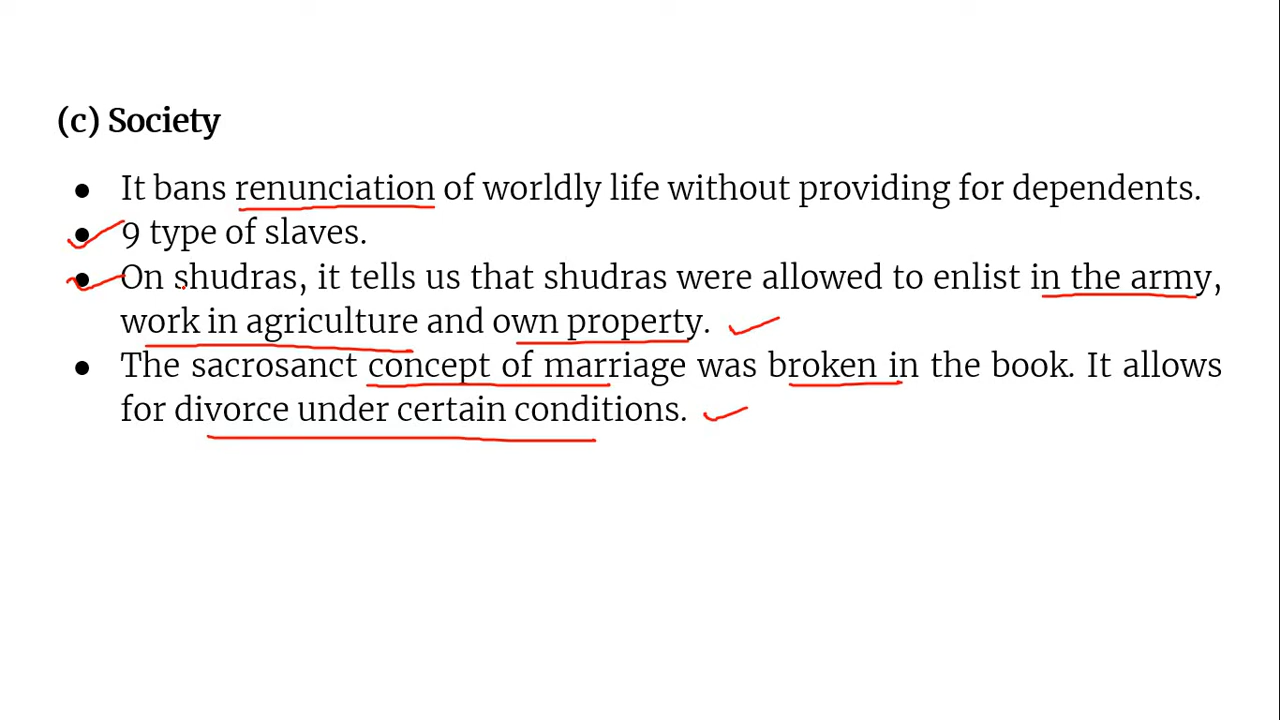 (c) Society
● It bans renunciation of worldly life without providing for dependents.
● 9 type of slaves.
● On shudras, it tells us that shudras were allowed to enlist in the army,
work in agriculture and own property.
● The sacrosanct concept of marriage was broken in the book. It allows
for divorce under certain conditions.